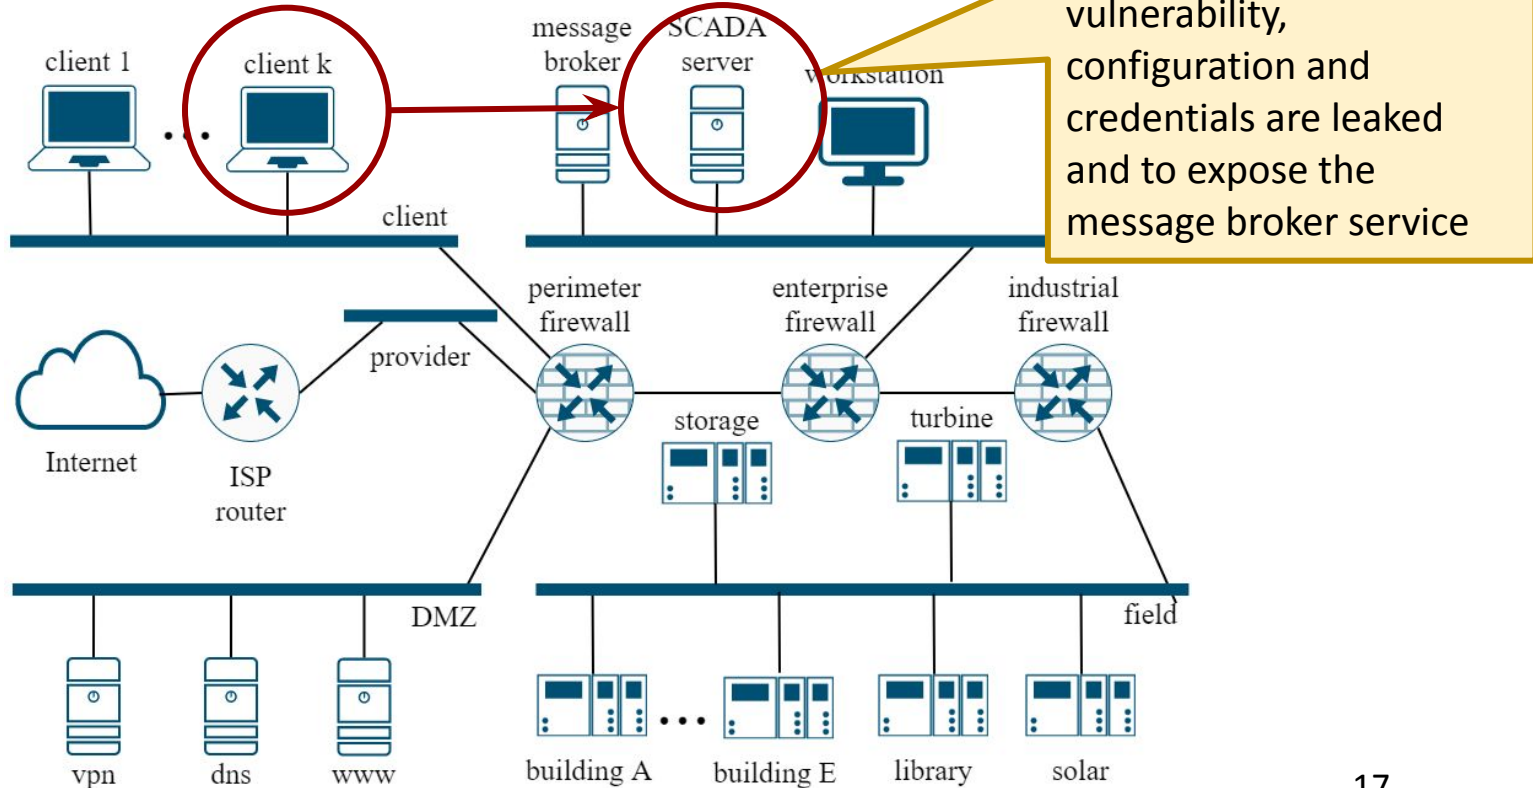 vulnerability,
configuration and
credentials are leaked
and to expose the
message broker service
client 1
client k
message
broker
SCADA
server
workstation
client
perimeter
firewall
enterprise
firewall
industrial
firewall
provider
Internet
ISP
router
storage
turbine
DMZ
field
vpn
dns
www
building A
building E
library
solar
17